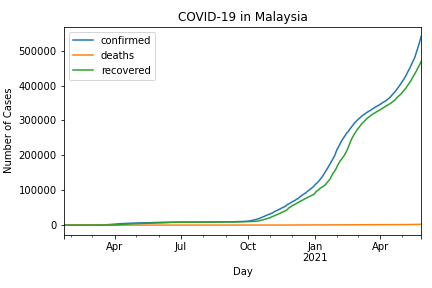 COVID-19 in Malaysia
confirmed
deaths
recovered
Number of Cases
500000
400000
300000
200000
100000
0
Apr
Jul
Oct
Jan
2021
Apr
Day